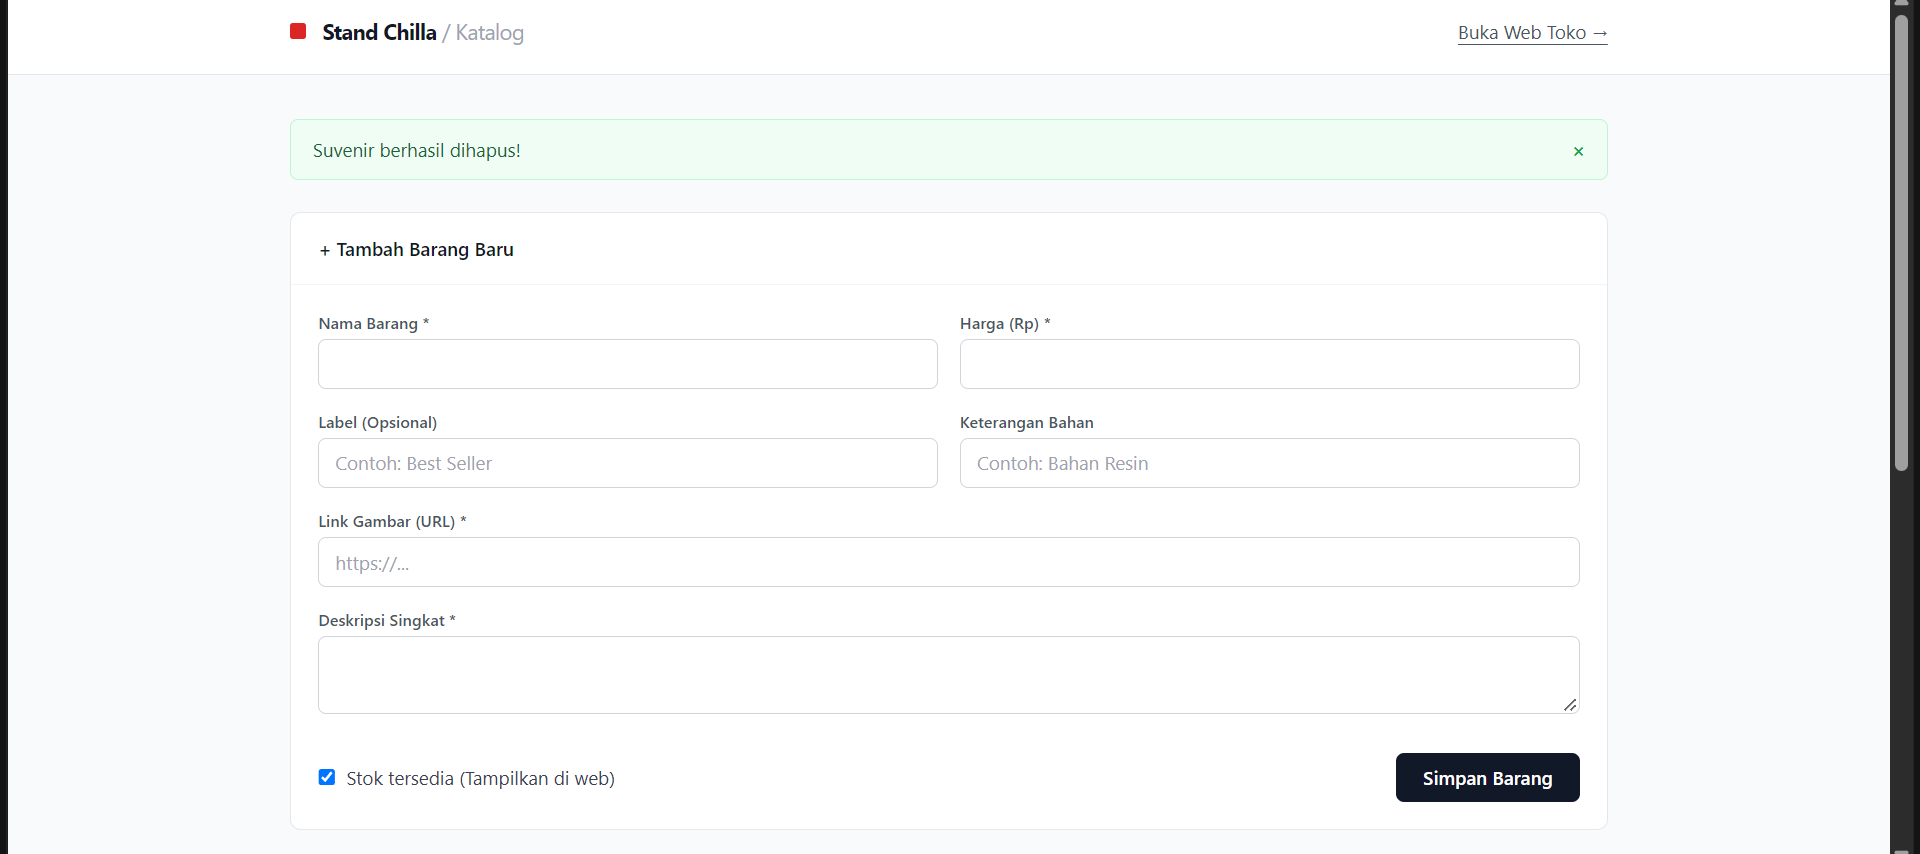 Stand Chilla / Katalog
Buka Web Toko →
Suvenir berhasil dihapus!
×
+ Tambah Barang Baru
Nama Barang *
Harga (Rp) *
Label (Opsional)
Keterangan Bahan
Contoh: Best Seller
Contoh: Bahan Resin
Link Gambar (URL) *
https://...
Deskripsi Singkat *
Stok tersedia (Tampilkan di web)
Simpan Barang